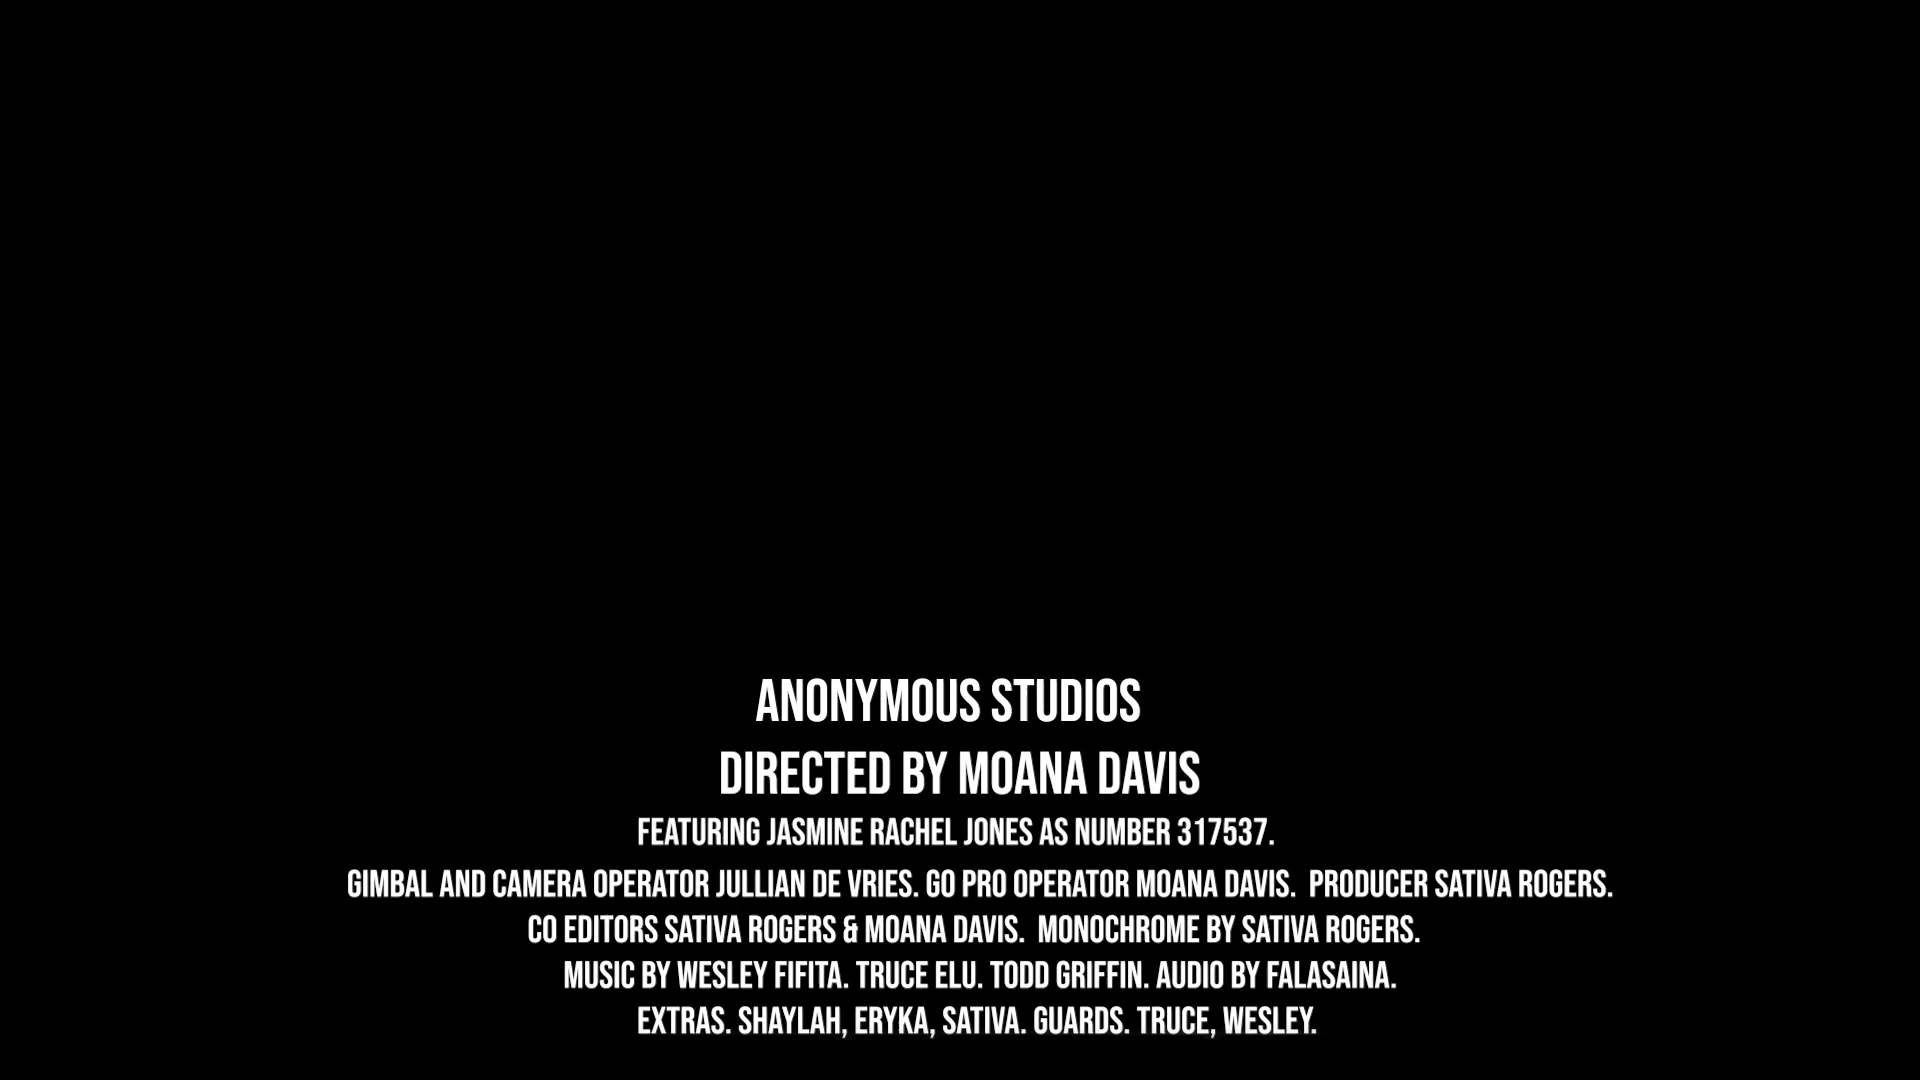 ANONYMOUS STUDIOS
DIRECTED BY MOANA DAVIS
FEATURING JASMINE RACHEL JONES AS NUMBER 317537.
GIMBAL AND CAMERA OPERATOR JULLIAN DE VRIES. GO PRO OPERATOR MOANA DAVIS. PRODUCER SATIVA ROGERS.
CO EDITORS SATIVA ROGERS & MOANA DAVIS. MONOCHROME BY SATIVA ROGERS.
MUSIC BY WESLEY FIFITA. TRUCE ELU. TODD GRIFFIN. AUDIO BY FALASAINA.
EXTRAS. SHAYLAH, ERYKA, SATIVA. GUARDS. TRUCE, WESLEY.